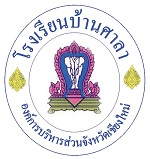 โรงเรียนบ้านศาลา
องค์การบริหารส่วนจังหวัดเชียงใหม่